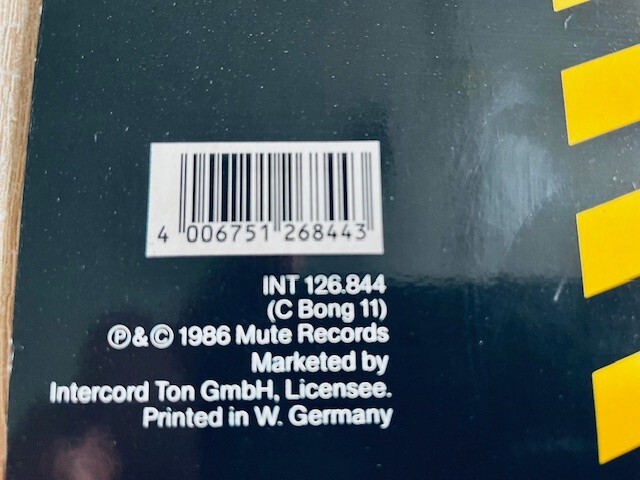 4 006751 268443
INT 126.844
(C Bong 11)
℗&© 1986 Mute Records
Marketed by
Intercord Ton GmbH, Licensee.
Printed in W. Germany